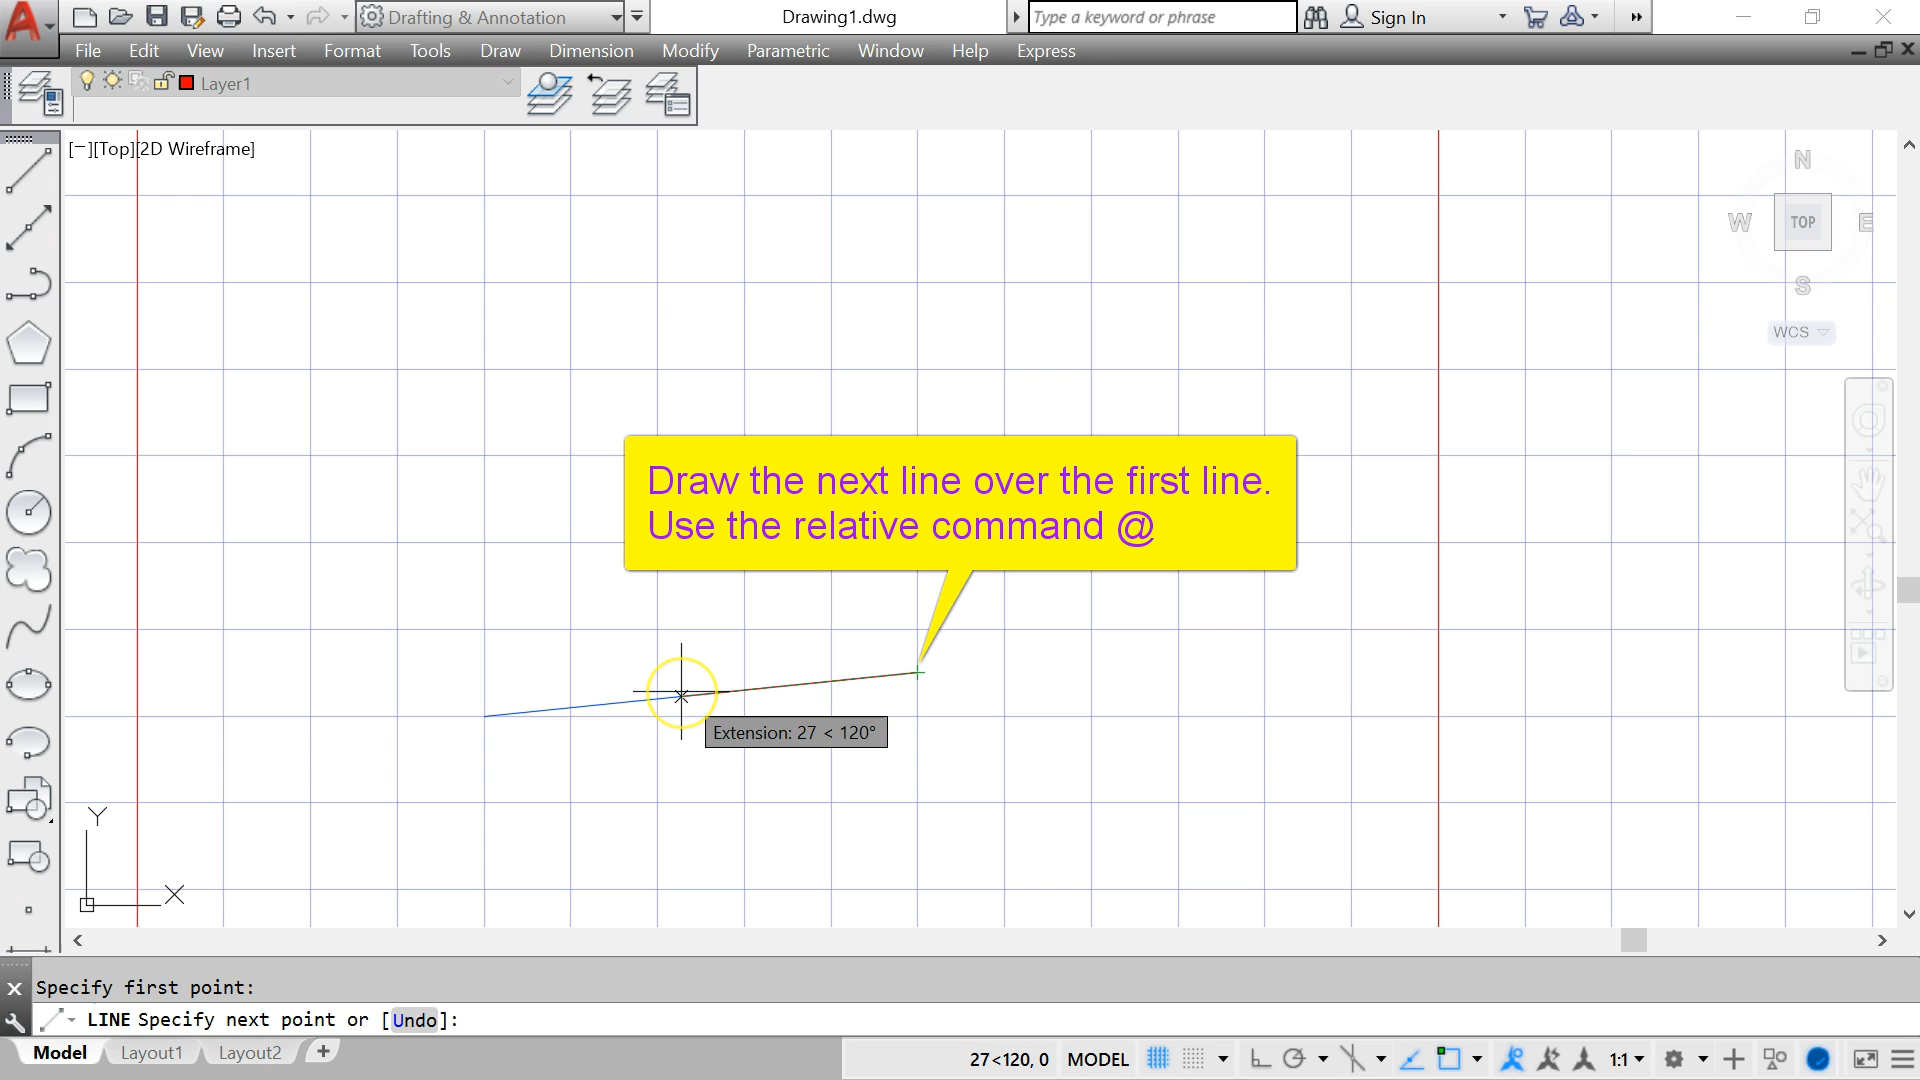 Drafting & Annotation
Drawing1.dwg
Type a keyword or phrase
Sign In
File Edit View Insert Format Tools Draw Dimension Modify Parametric Window Help Express
Layer1
[−][Top][2D Wireframe]
N
W TOP E
S
WCS
Draw the next line over the first line.
Use the relative command @
Extension: 27 < 120°
Y
X
Specify first point:
LINE Specify next point or [Undo]:
Model Layout1 Layout2 +
27<120, 0 MODEL 1:1